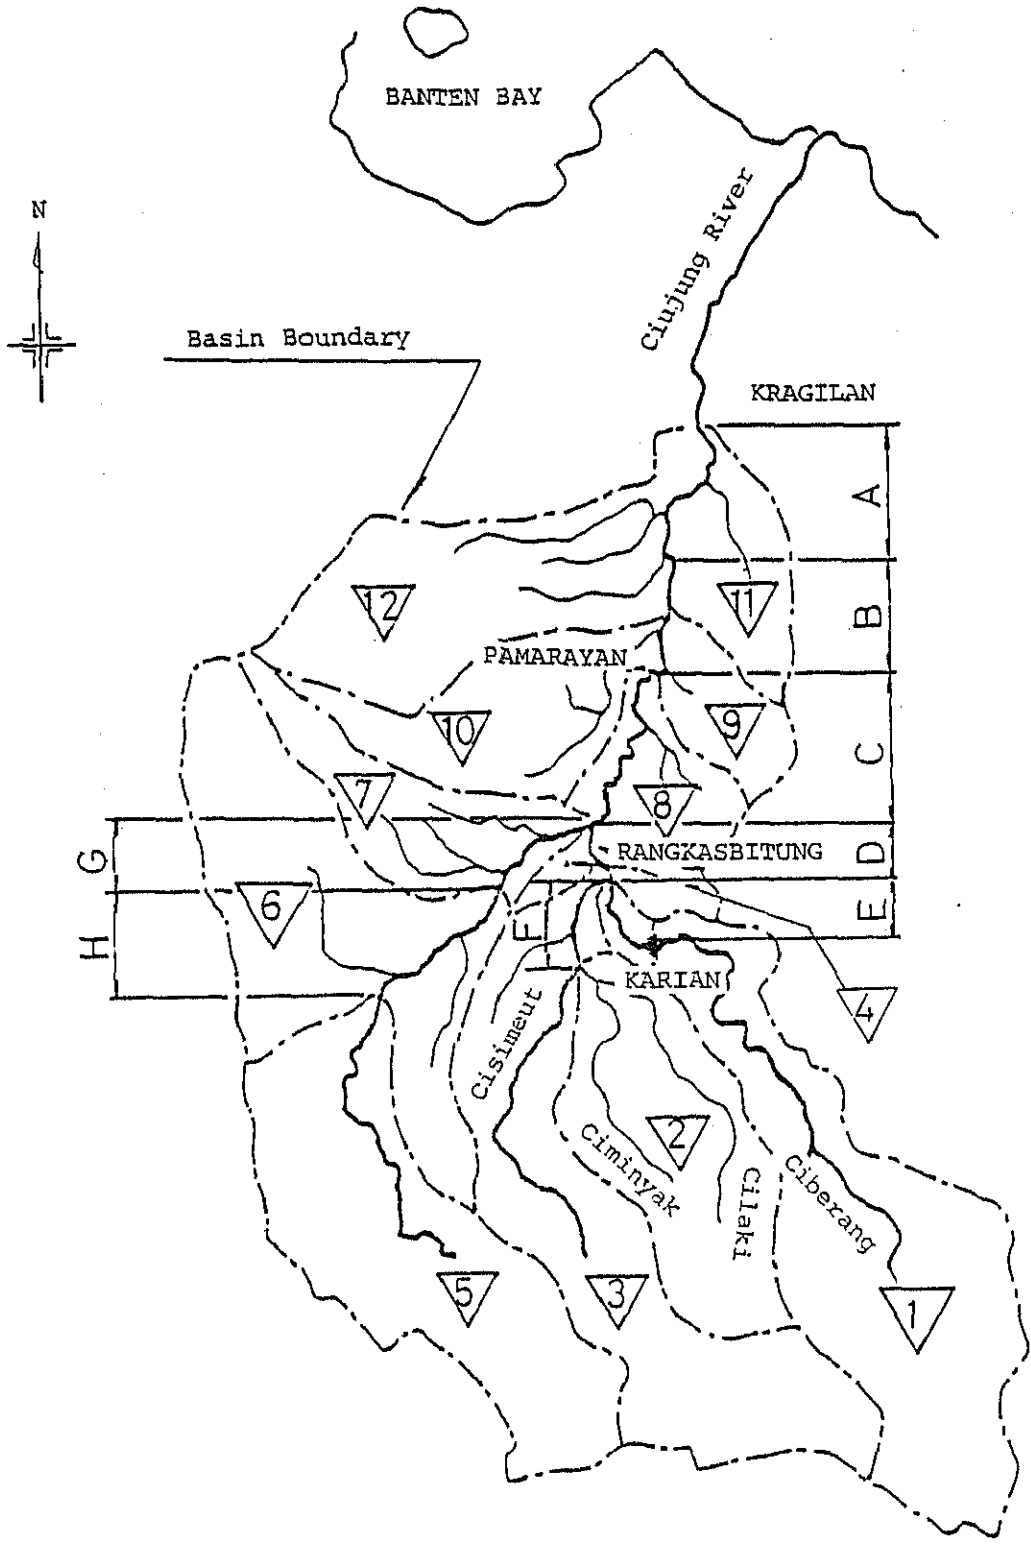 BANTEN BAY
N
Ciujung River
Basin Boundary
KRAGILAN
A
12
11
B
PAMARAYAN
10
9
C
7
8
G
RANGKASBITUNG
D
6
E
F
H
KARIAN
4
Cisimeut
2
Ciminyak
Cilaki
Ciberang
5
3
1